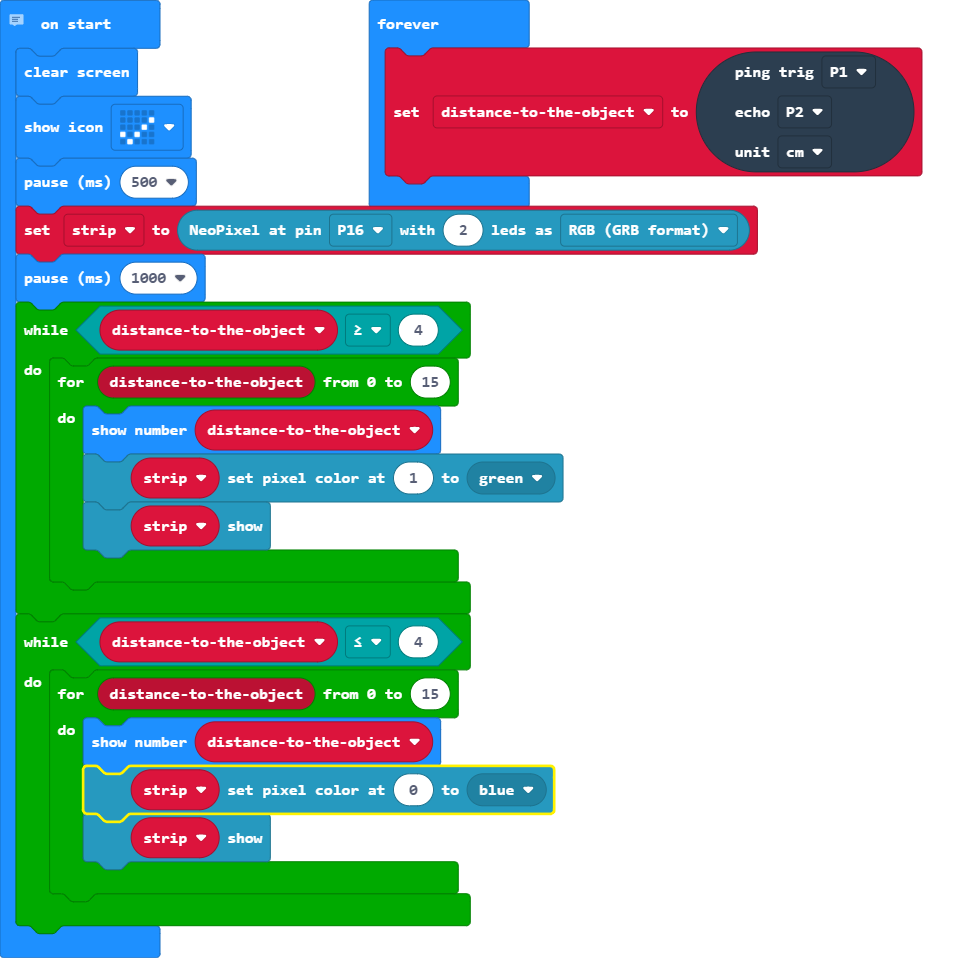 on start
clear screen
show icon
pause (ms) 500
set strip to NeoPixel at pin P16 with 2 leds as RGB (GRB format)
pause (ms) 1000
while distance-to-the-object ≥ 4
do for distance-to-the-object from 0 to 15
do show number distance-to-the-object
strip set pixel color at 1 to green
strip show
while distance-to-the-object ≤ 4
do for distance-to-the-object from 0 to 15
do show number distance-to-the-object
strip set pixel color at 0 to blue
strip show
forever
set distance-to-the-object to ping trig P1
echo P2
unit cm